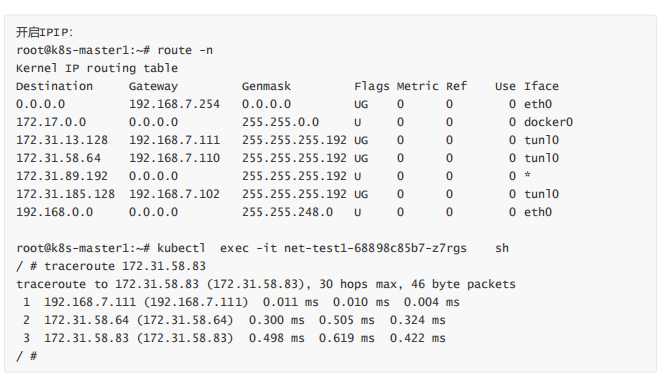 开启IPIP:
root@k8s-master1:~# route -n
Kernel IP routing table
Destination     Gateway         Genmask         Flags Metric Ref    Use Iface
0.0.0.0         192.168.7.254   0.0.0.0         UG    0      0        0 eth0
172.17.0.0      0.0.0.0         255.255.0.0     U     0      0        0 docker0
172.31.13.128   192.168.7.111   255.255.255.192 UG    0      0        0 tunl0
172.31.58.64    192.168.7.110   255.255.255.192 UG    0      0        0 tunl0
172.31.89.192   0.0.0.0         255.255.255.192 U     0      0        0 *
172.31.185.128  192.168.7.102   255.255.255.192 UG    0      0        0 tunl0
192.168.0.0     0.0.0.0         255.255.248.0   U     0      0        0 eth0
root@k8s-master1:~# kubectl  exec -it net-test1-68898c85b7-z7rgs    sh
/ # traceroute 172.31.58.83
traceroute to 172.31.58.83 (172.31.58.83), 30 hops max, 46 byte packets
 1  192.168.7.111 (192.168.7.111)  0.011 ms  0.010 ms  0.004 ms
 2  172.31.58.64 (172.31.58.64)  0.300 ms  0.505 ms  0.324 ms
 3  172.31.58.83 (172.31.58.83)  0.498 ms  0.619 ms  0.422 ms
/ #